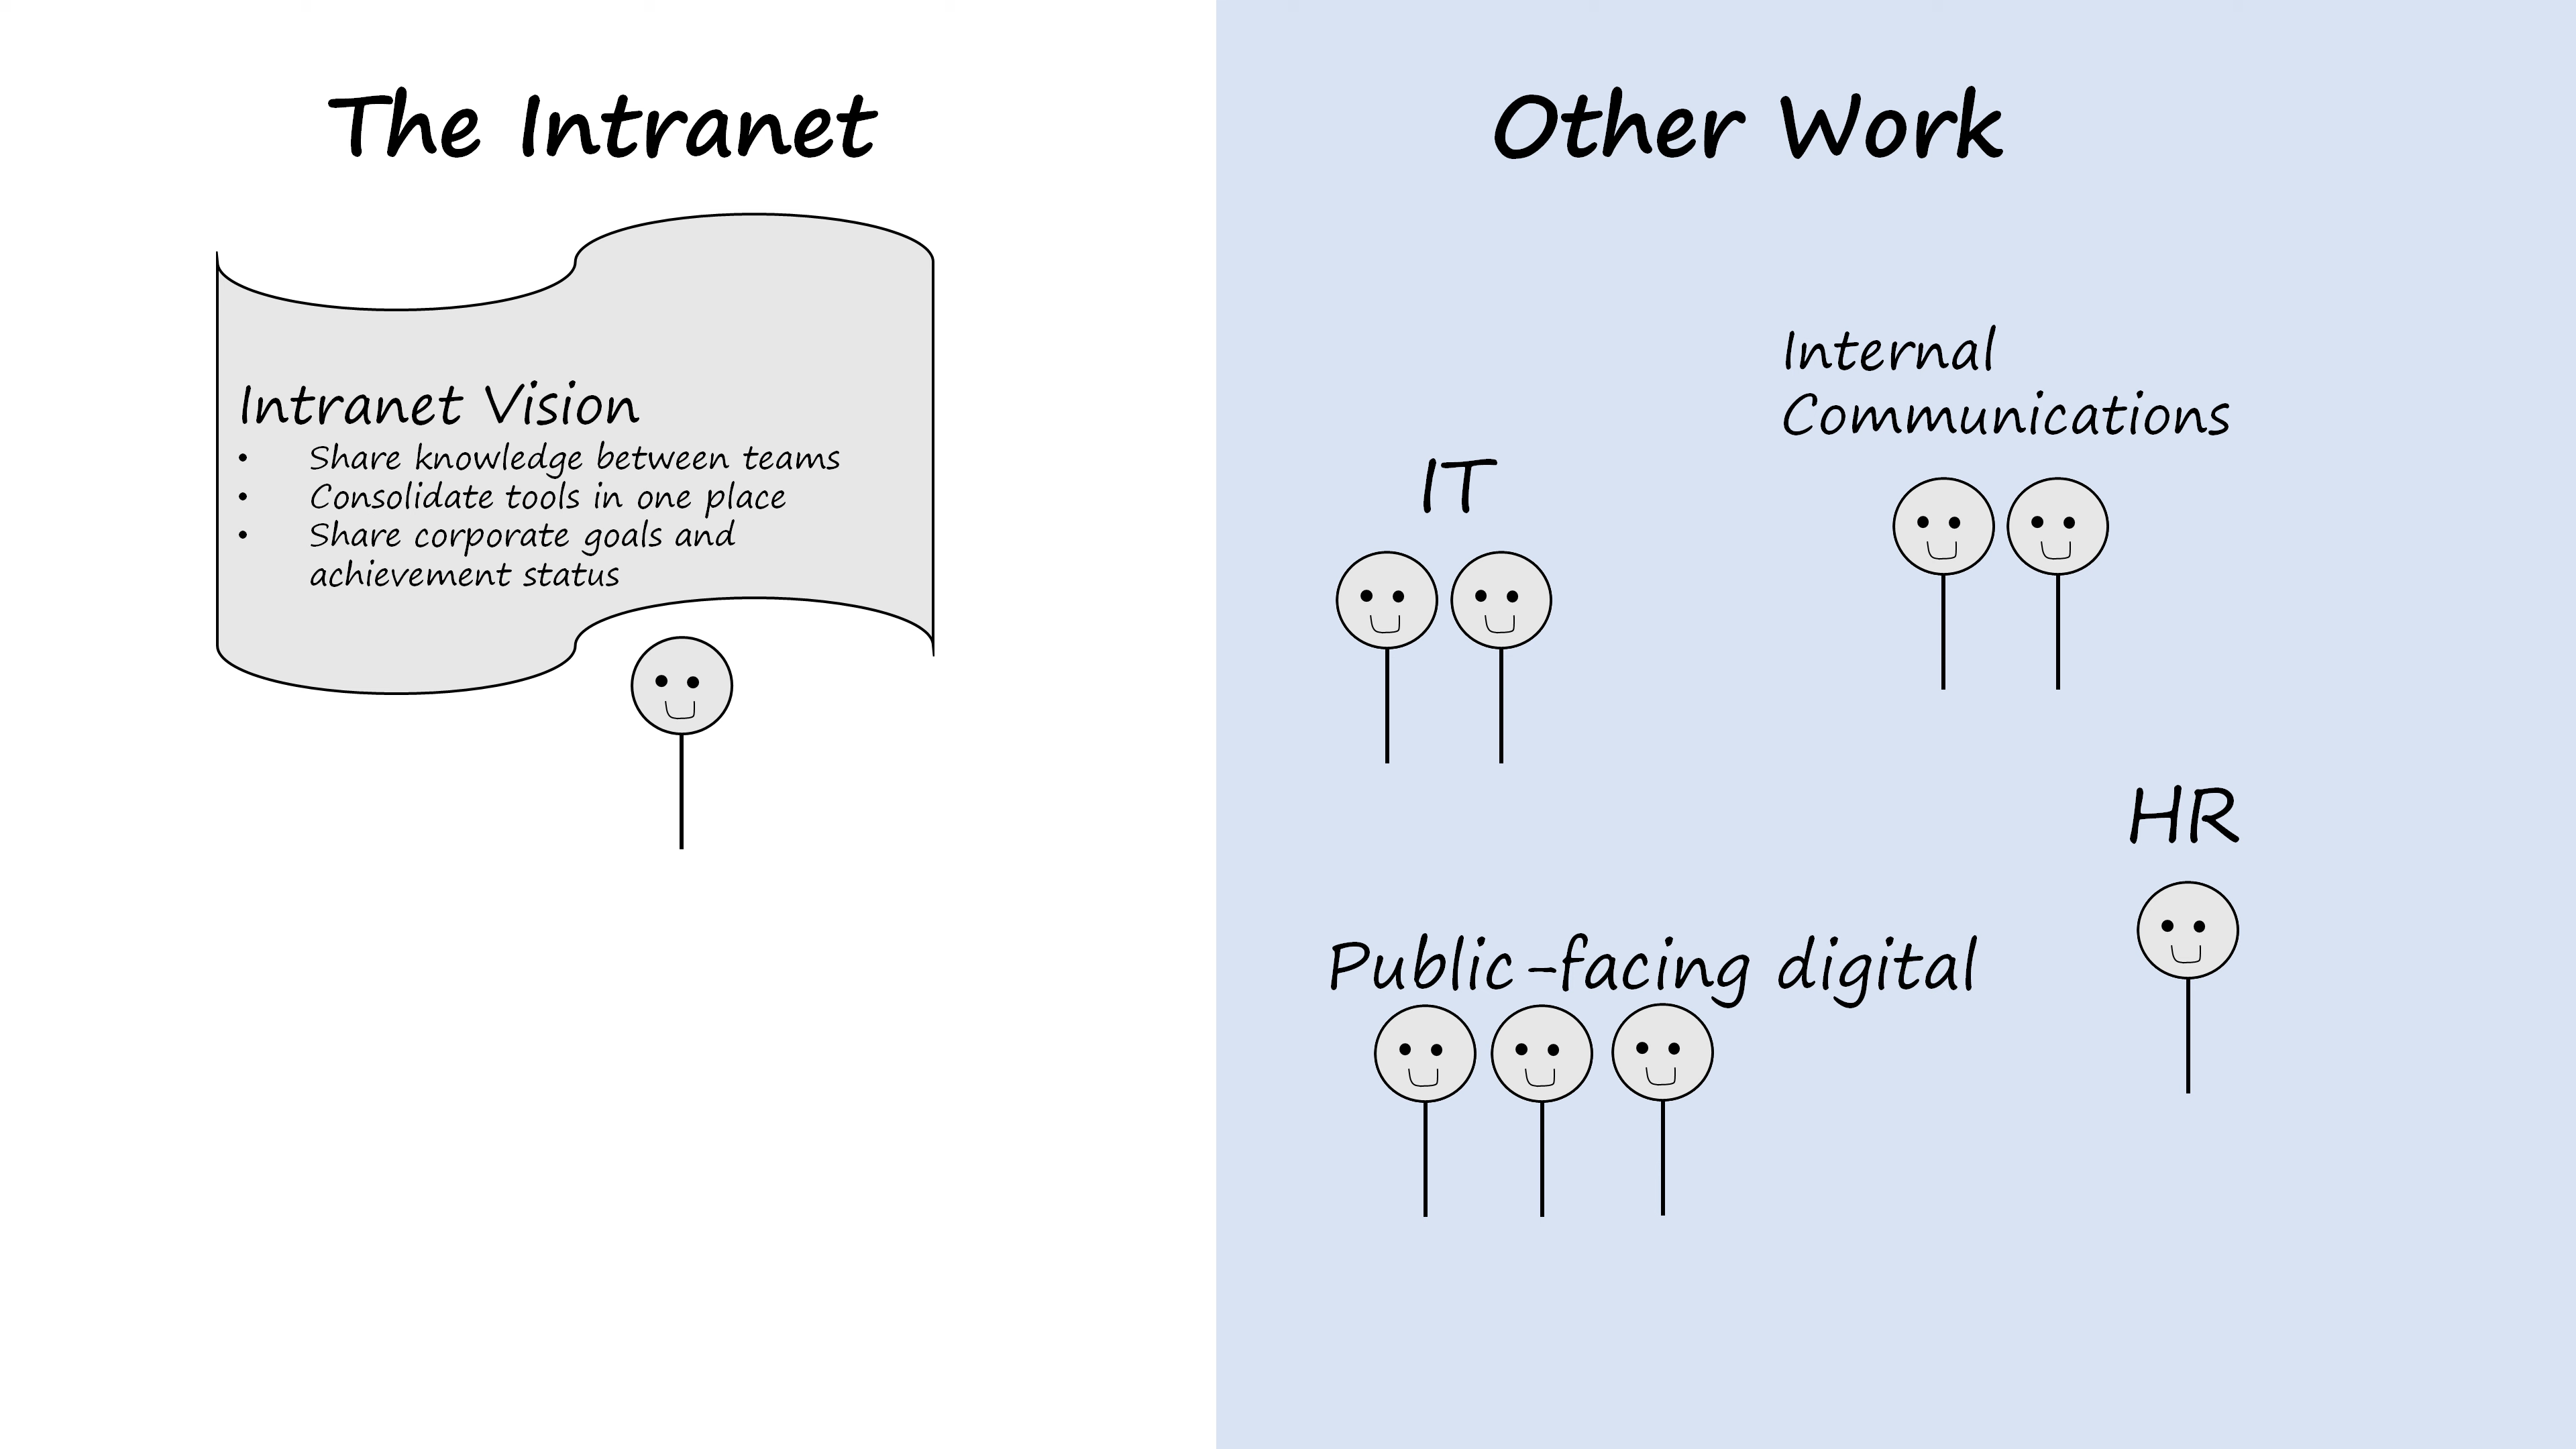 The Intranet
Intranet Vision
• Share knowledge between teams
• Consolidate tools in one place
• Share corporate goals and
achievement status
Other Work
Internal
Communications
IT
HR
Public-facing digital